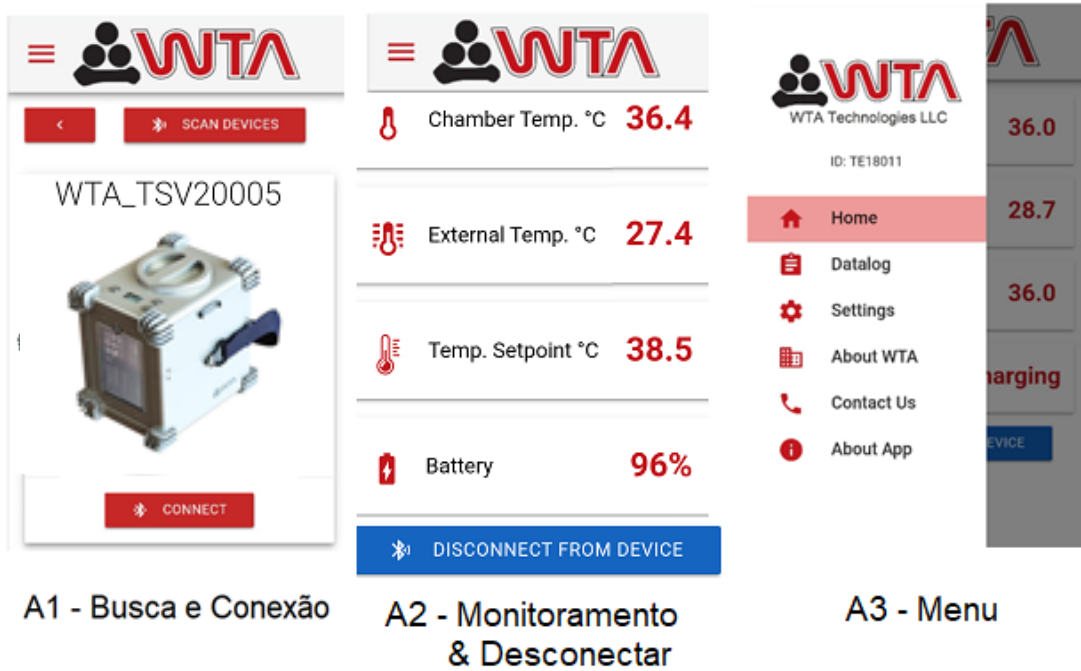 WTA
<
SCAN DEVICES
WTA_TSV20005
CONNECT
A1 - Busca e Conexão
WTA
Chamber Temp. °C 36.4
External Temp. °C 27.4
Temp. Setpoint °C 38.5
Battery 96%
DISCONNECT FROM DEVICE
A2 - Monitoramento
& Desconectar
WTA
WTA Technologies LLC
ID: TE18011
Home
Datalog
Settings
About WTA
Contact Us
About App
36.0
28.7
36.0
harging
EVICE
A3 - Menu